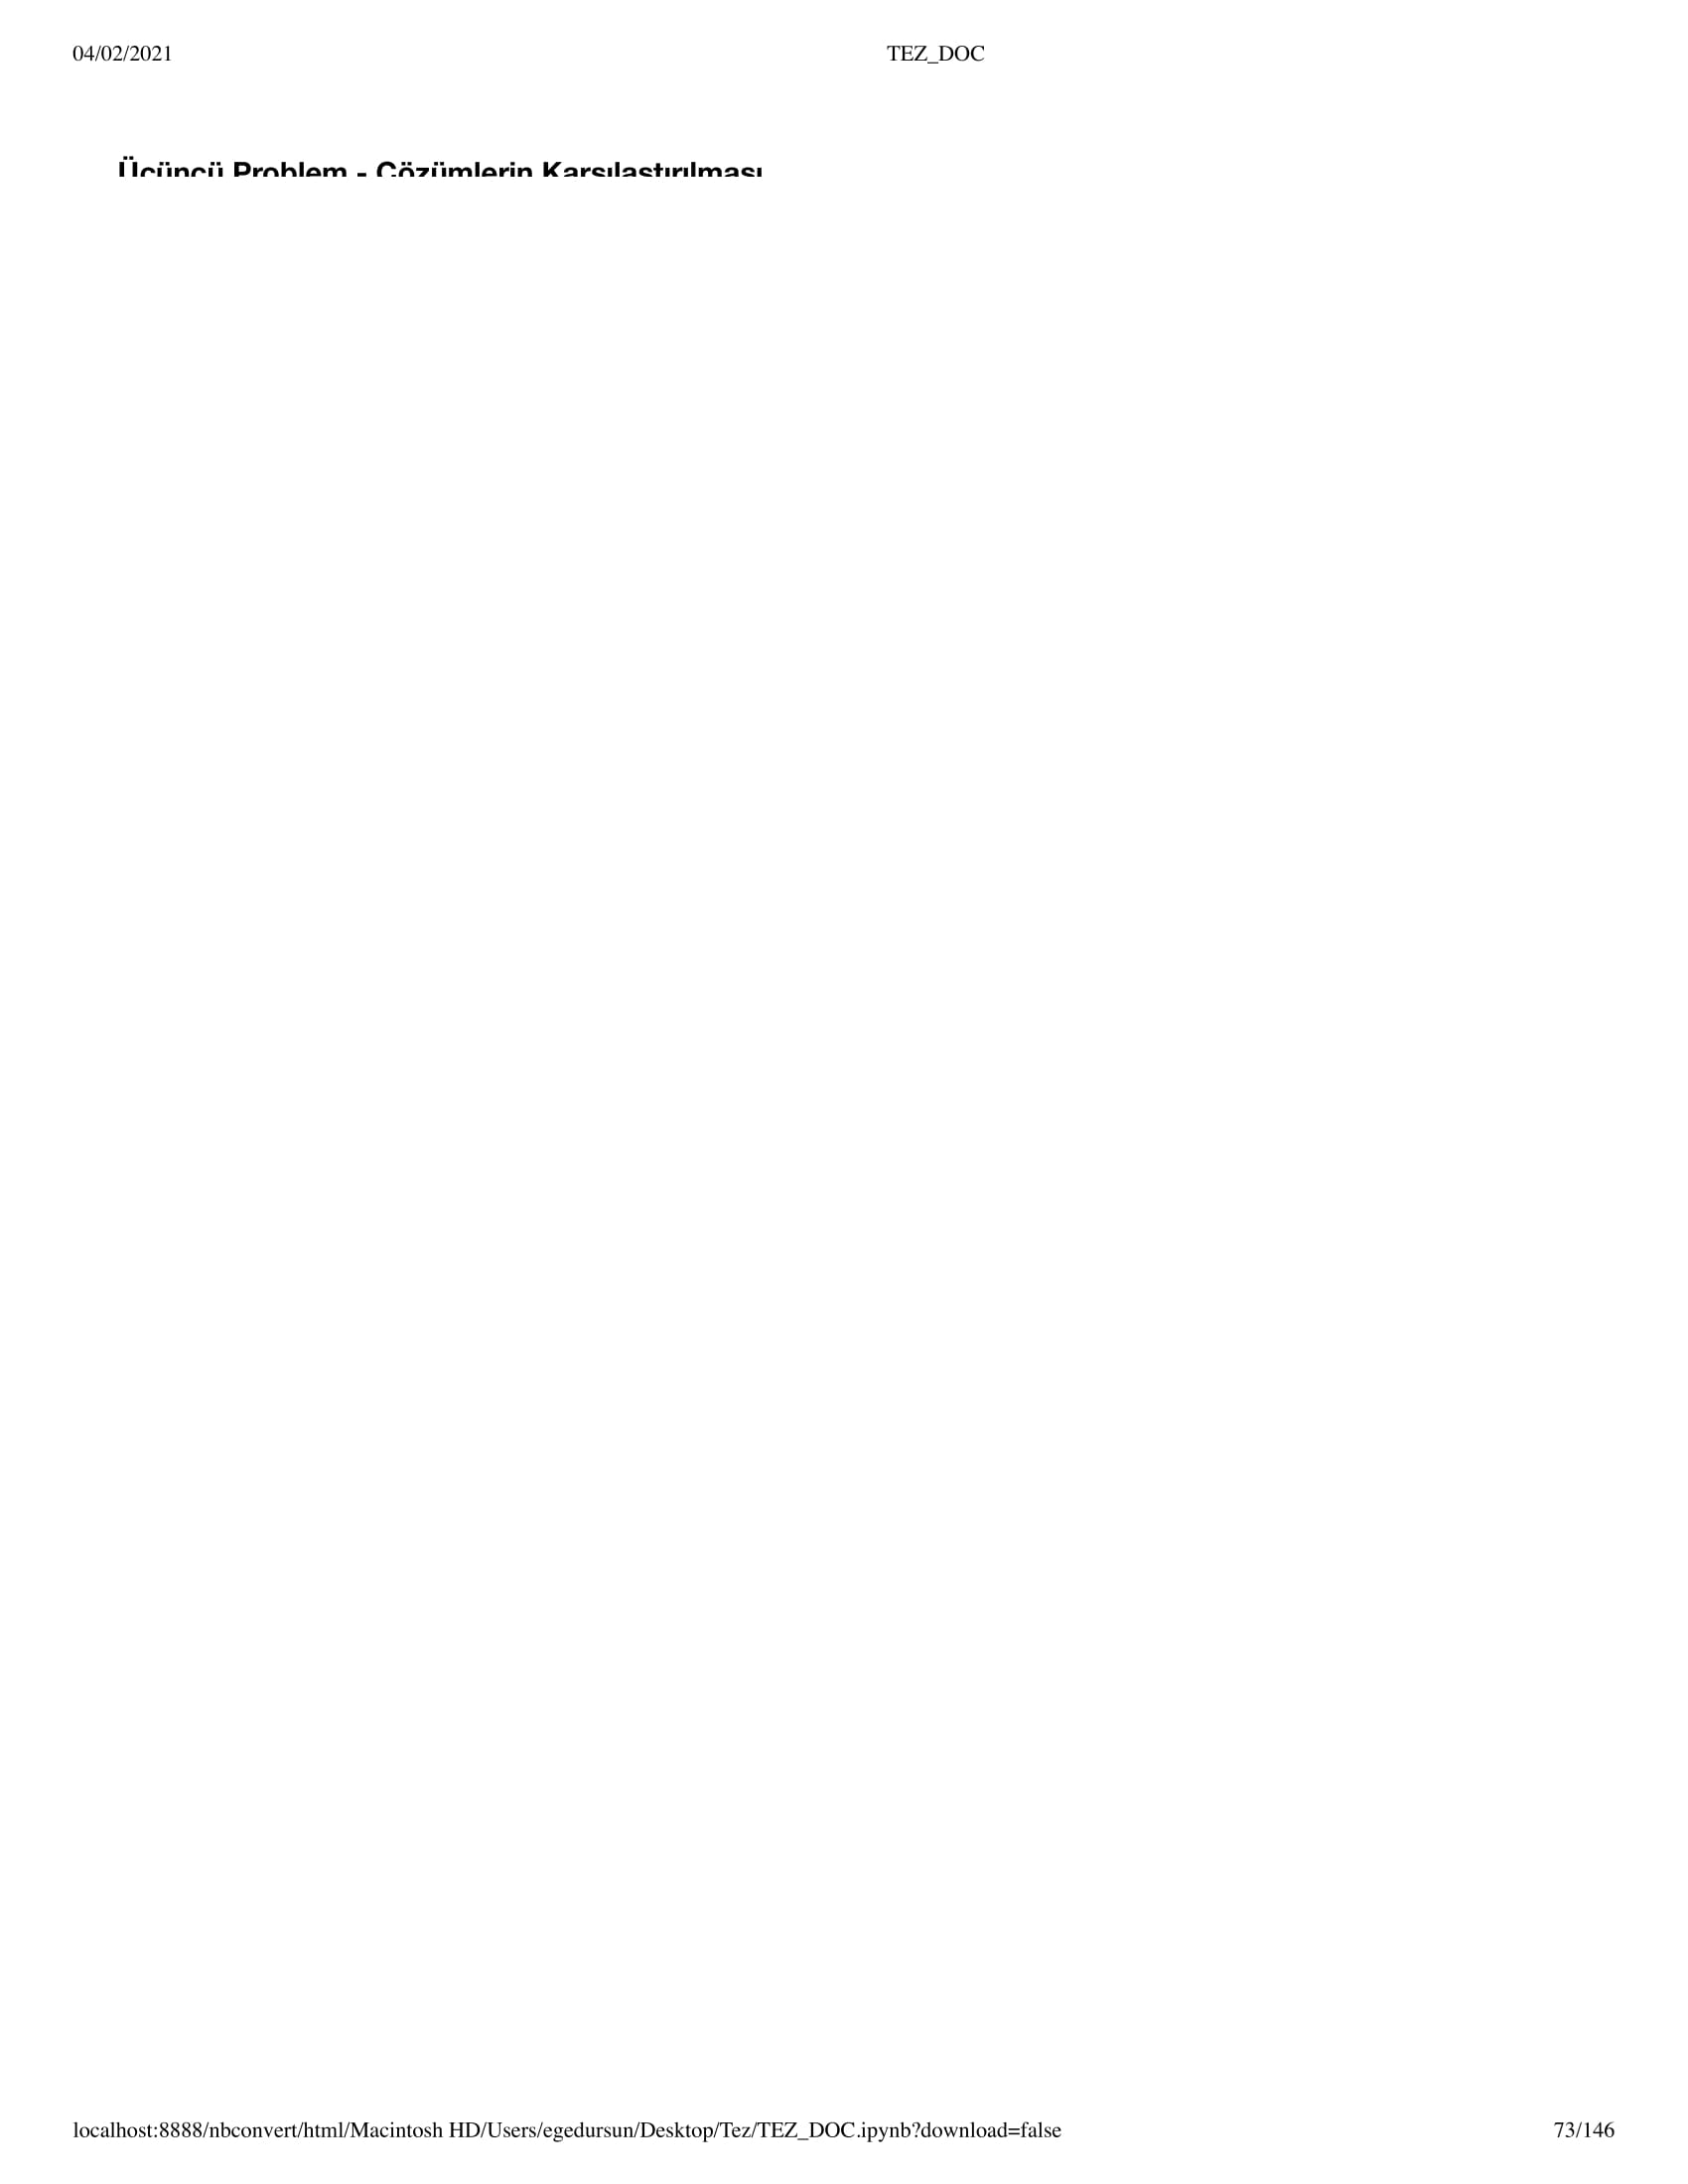 04/02/2021 TEZ_DOC
Üçüncü Problem - Çözümlerin Karşılaştırılması
localhost:8888/nbconvert/html/Macintosh HD/Users/egedursun/Desktop/Tez/TEZ_DOC.ipynb?download=false 73/146